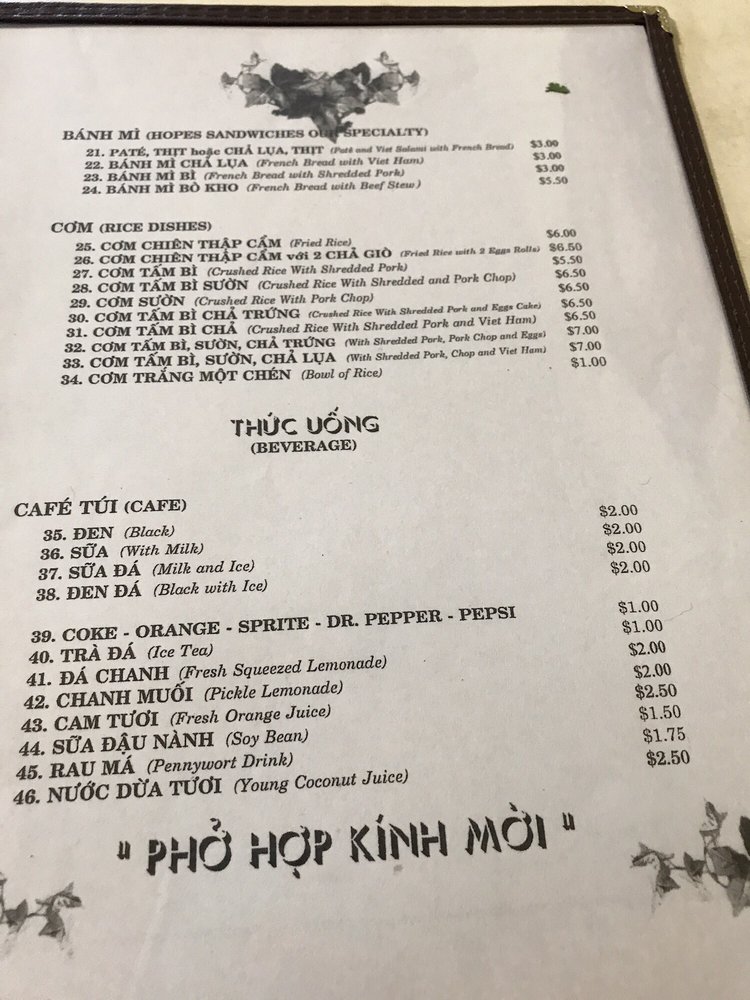 BÁNH MÌ (HOPES SANDWICHES OUR SPECIALTY)
21. PATÉ, THỊT hoặc CHẢ LỤA, THỊT (Paté and Viet Salami with French Bread) $3.00
22. BÁNH MÌ CHẢ LỤA (French Bread with Viet Ham) $3.00
23. BÁNH MÌ BÌ (French Bread with Shredded Pork) $3.00
24. BÁNH MÌ BÒ KHO (French Bread with Beef Stew) $5.50
CƠM (RICE DISHES)
25. CƠM CHIÊN THẬP CẨM (Fried Rice) $6.00
26. CƠM CHIÊN THẬP CẨM với 2 CHẢ GIÒ (Fried Rice with 2 Eggs Rolls) $6.50
27. CƠM TẤM BÌ (Crushed Rice With Shredded Pork) $5.50
28. CƠM TẤM BÌ SƯỜN (Crushed Rice With Shredded Pork and Pork Chop) $6.50
29. CƠM SƯỜN (Crushed Rice With Pork Chop) $6.50
30. CƠM TẤM BÌ CHẢ TRỨNG (Crushed Rice With Shredded Pork and Eggs Cake) $6.50
31. CƠM TẤM BÌ CHẢ (Crushed Rice With Shredded Pork and Viet Ham) $6.50
32. CƠM TẤM BÌ, SƯỜN, CHẢ TRỨNG (With Shredded Pork, Pork Chop and Eggs) $7.00
33. CƠM TẤM BÌ, SƯỜN, CHẢ LỤA (With Shredded Pork, Chop and Viet Ham) $7.00
34. CƠM TRẮNG MỘT CHÉN (Bowl of Rice) $1.00
THỨC UỐNG
(BEVERAGE)
CAFÉ TÚI (CAFE)
35. ĐEN (Black) $2.00
36. SỮA (With Milk) $2.00
37. SỮA ĐÁ (Milk and Ice) $2.00
38. ĐEN ĐÁ (Black with Ice) $2.00
39. COKE - ORANGE - SPRITE - DR. PEPPER - PEPSI $1.00
40. TRÀ ĐÁ (Ice Tea) $1.00
41. ĐÁ CHANH (Fresh Squeezed Lemonade) $2.00
42. CHANH MUỐI (Pickle Lemonade) $2.00
43. CAM TƯƠI (Fresh Orange Juice) $2.50
44. SỮA ĐẬU NÀNH (Soy Bean) $1.50
45. RAU MÁ (Pennywort Drink) $1.75
46. NƯỚC DỪA TƯƠI (Young Coconut Juice) $2.50
" PHỞ HỢP KÍNH MỜI "